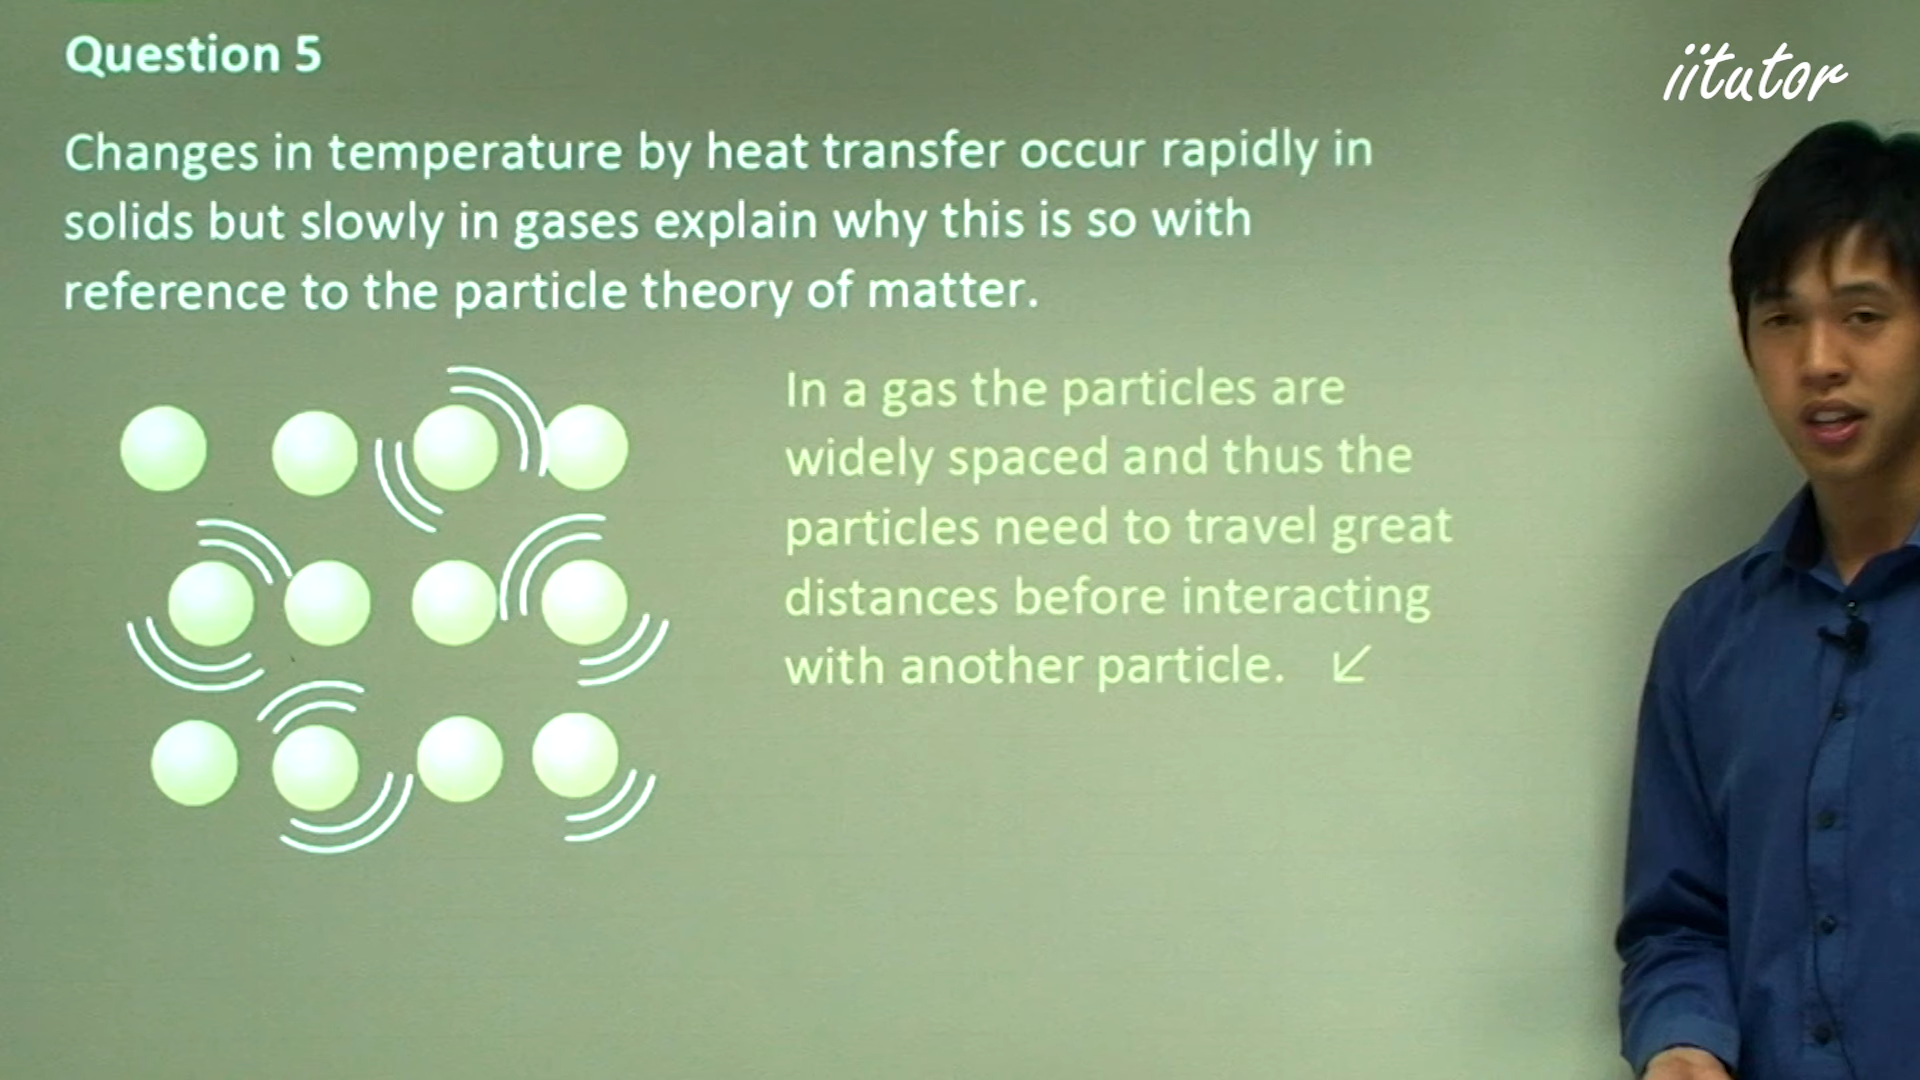 Question 5
iitutor
Changes in temperature by heat transfer occur rapidly in
solids but slowly in gases explain why this is so with
reference to the particle theory of matter.
In a gas the particles are
widely spaced and thus the
particles need to travel great
distances before interacting
with another particle.